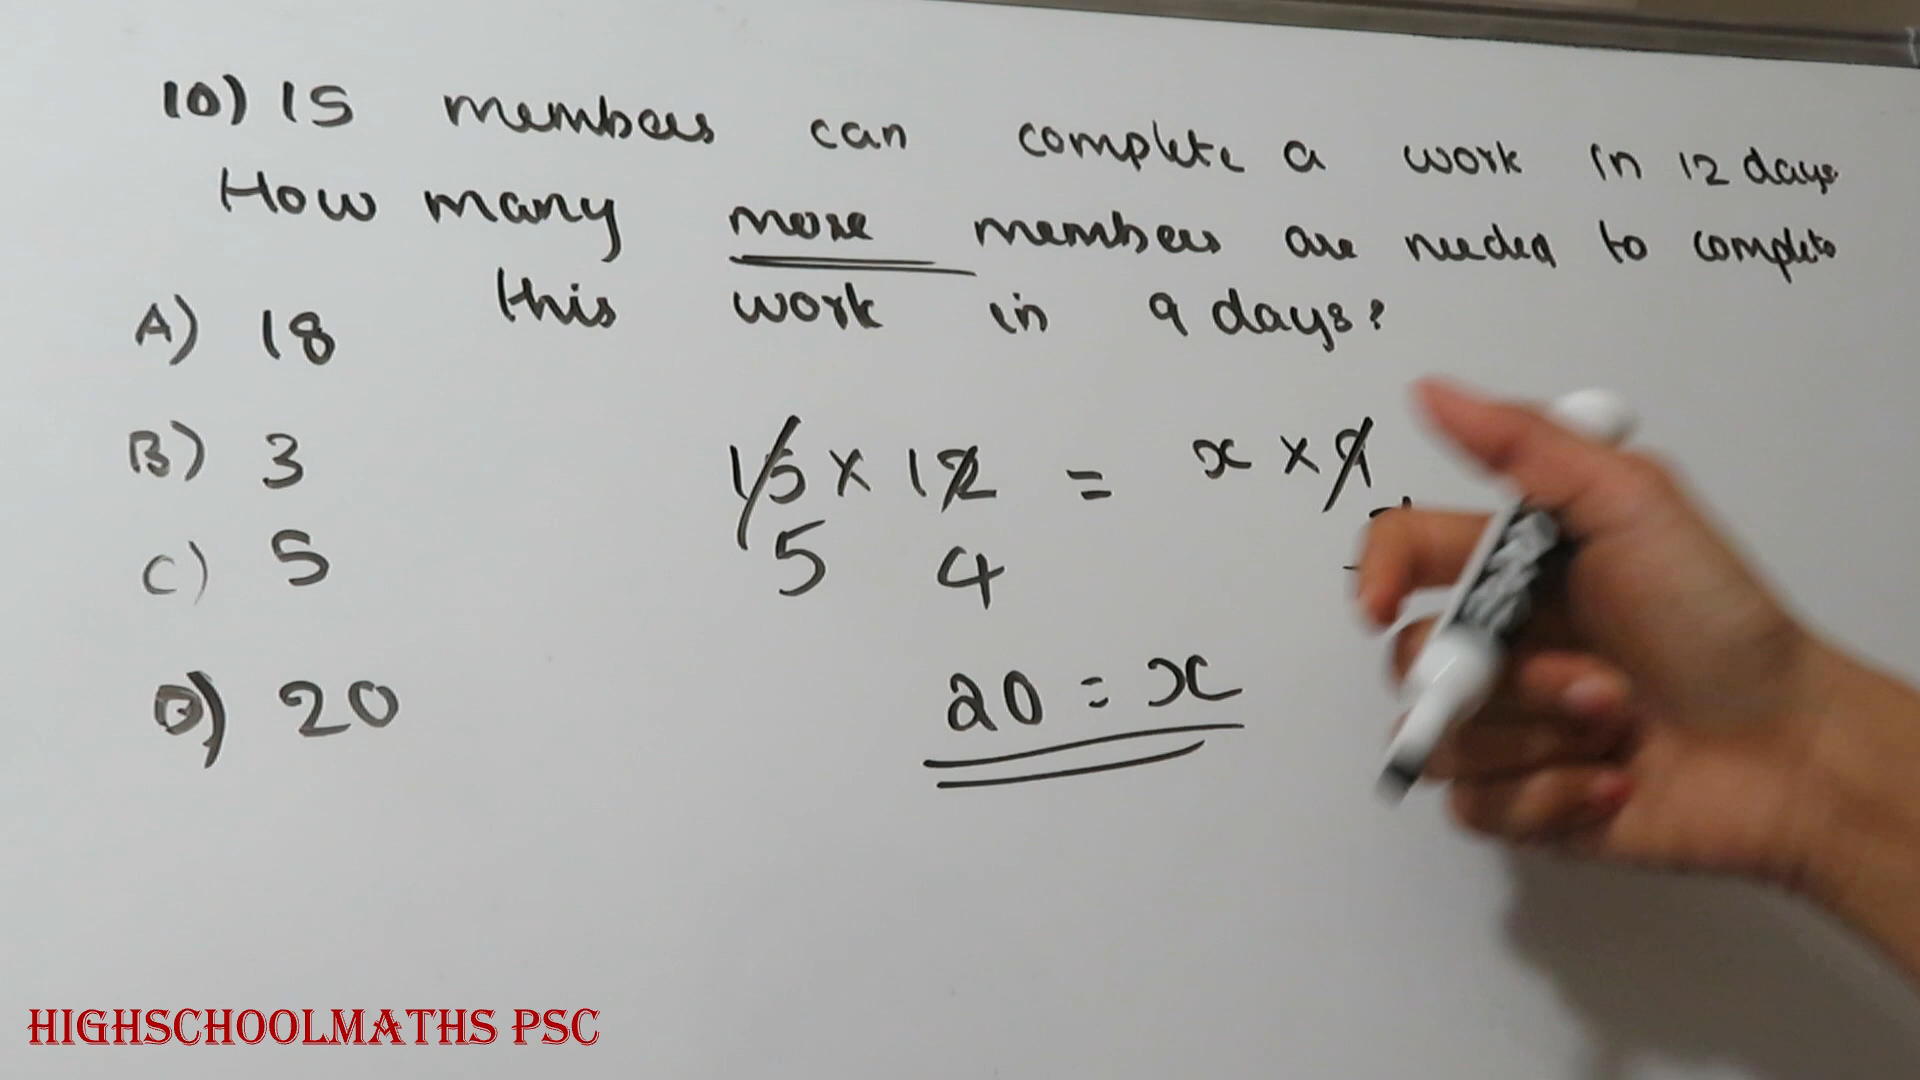 10) 15 members can complete a work in 12 days
How many more members are needed to complete
this work in 9 days?
A) 18
B) 3
C) 5
D) 20
15 × 12 = x × 9
5 4
20 = x
HIGHSCHOOLMATHS PSC